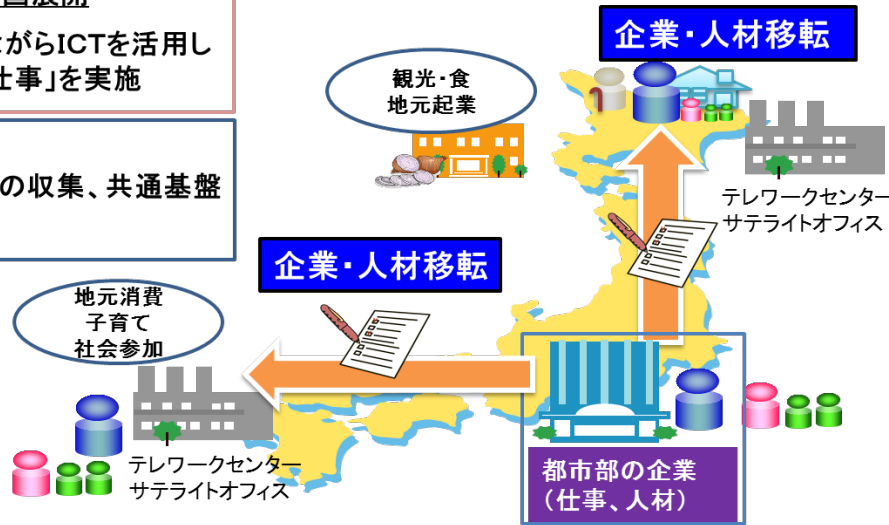 ながらICTを活用し
仕事」を実施
の収集、共通基盤
企業・人材移転
観光・食
地元起業
テレワークセンター
サテライトオフィス
企業・人材移転
地元消費
子育て
社会参加
テレワークセンター
サテライトオフィス
都市部の企業
（仕事、人材）